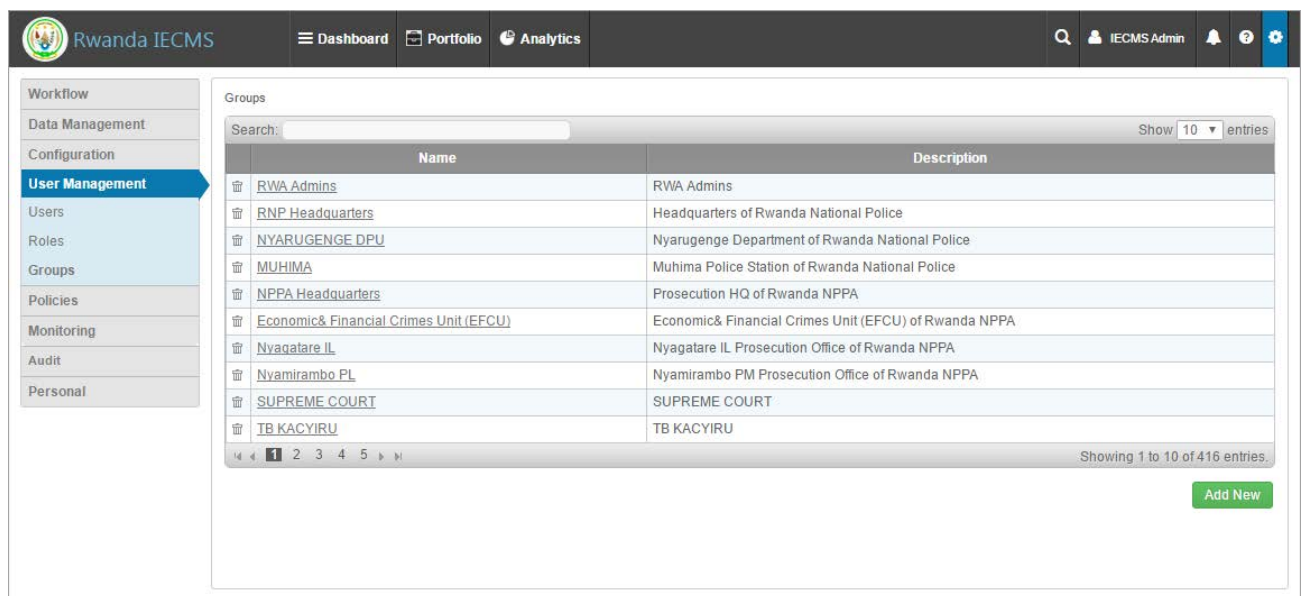 Rwanda IECMS Dashboard Portfolio Analytics IECMS Admin
Workflow
Data Management
Configuration
User Management
Users
Roles
Groups
Policies
Monitoring
Audit
Personal
Groups
Search: Show 10 entries
Name Description
RWA Admins RWA Admins
RNP Headquarters Headquarters of Rwanda National Police
NYARUGENGE DPU Nyarugenge Department of Rwanda National Police
MUHIMA Muhima Police Station of Rwanda National Police
NPPA Headquarters Prosecution HQ of Rwanda NPPA
Economic& Financial Crimes Unit (EFCU) Economic& Financial Crimes Unit (EFCU) of Rwanda NPPA
Nyagatare IL Nyagatare IL Prosecution Office of Rwanda NPPA
Nyamirambo PL Nyamirambo PM Prosecution Office of Rwanda NPPA
SUPREME COURT SUPREME COURT
TB KACYIRU TB KACYIRU
1 2 3 4 5 Showing 1 to 10 of 416 entries.
Add New